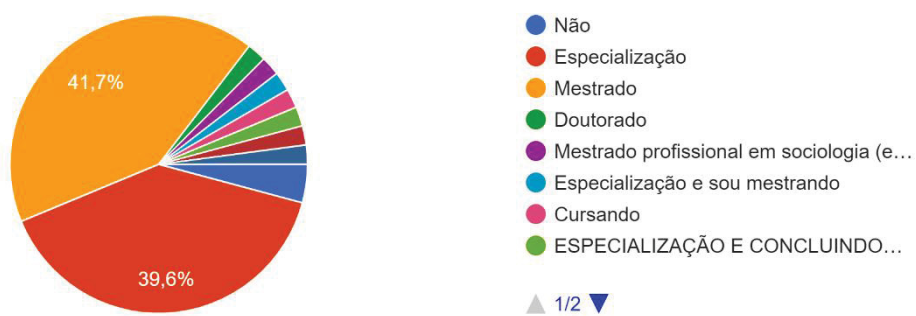 41,7%
39,6%
Não
Especialização
Mestrado
Doutorado
Mestrado profissional em sociologia (e…
Especialização e sou mestrando
Cursando
ESPECIALIZAÇÃO E CONCLUINDO…
1/2